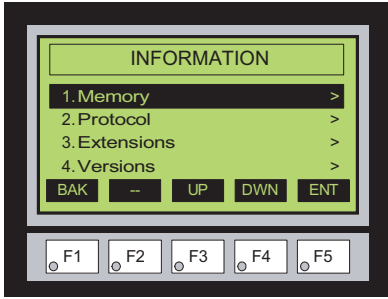 INFORMATION
1. Memory >
2. Protocol >
3. Extensions >
4. Versions >
BAK -- UP DWN ENT
F1 F2 F3 F4 F5